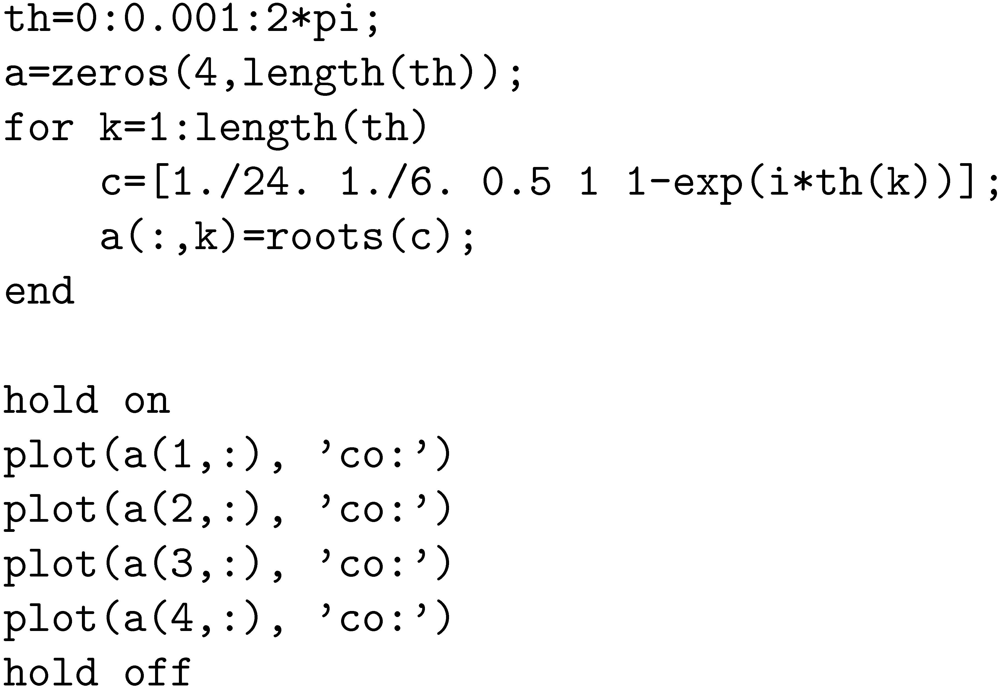 th=0:0.001:2*pi;
a=zeros(4,length(th));
for k=1:length(th)
    c=[1./24. 1./6. 0.5 1 1-exp(i*th(k))];
    a(:,k)=roots(c);
end
hold on
plot(a(1,:), ’co:’)
plot(a(2,:), ’co:’)
plot(a(3,:), ’co:’)
plot(a(4,:), ’co:’)
hold off